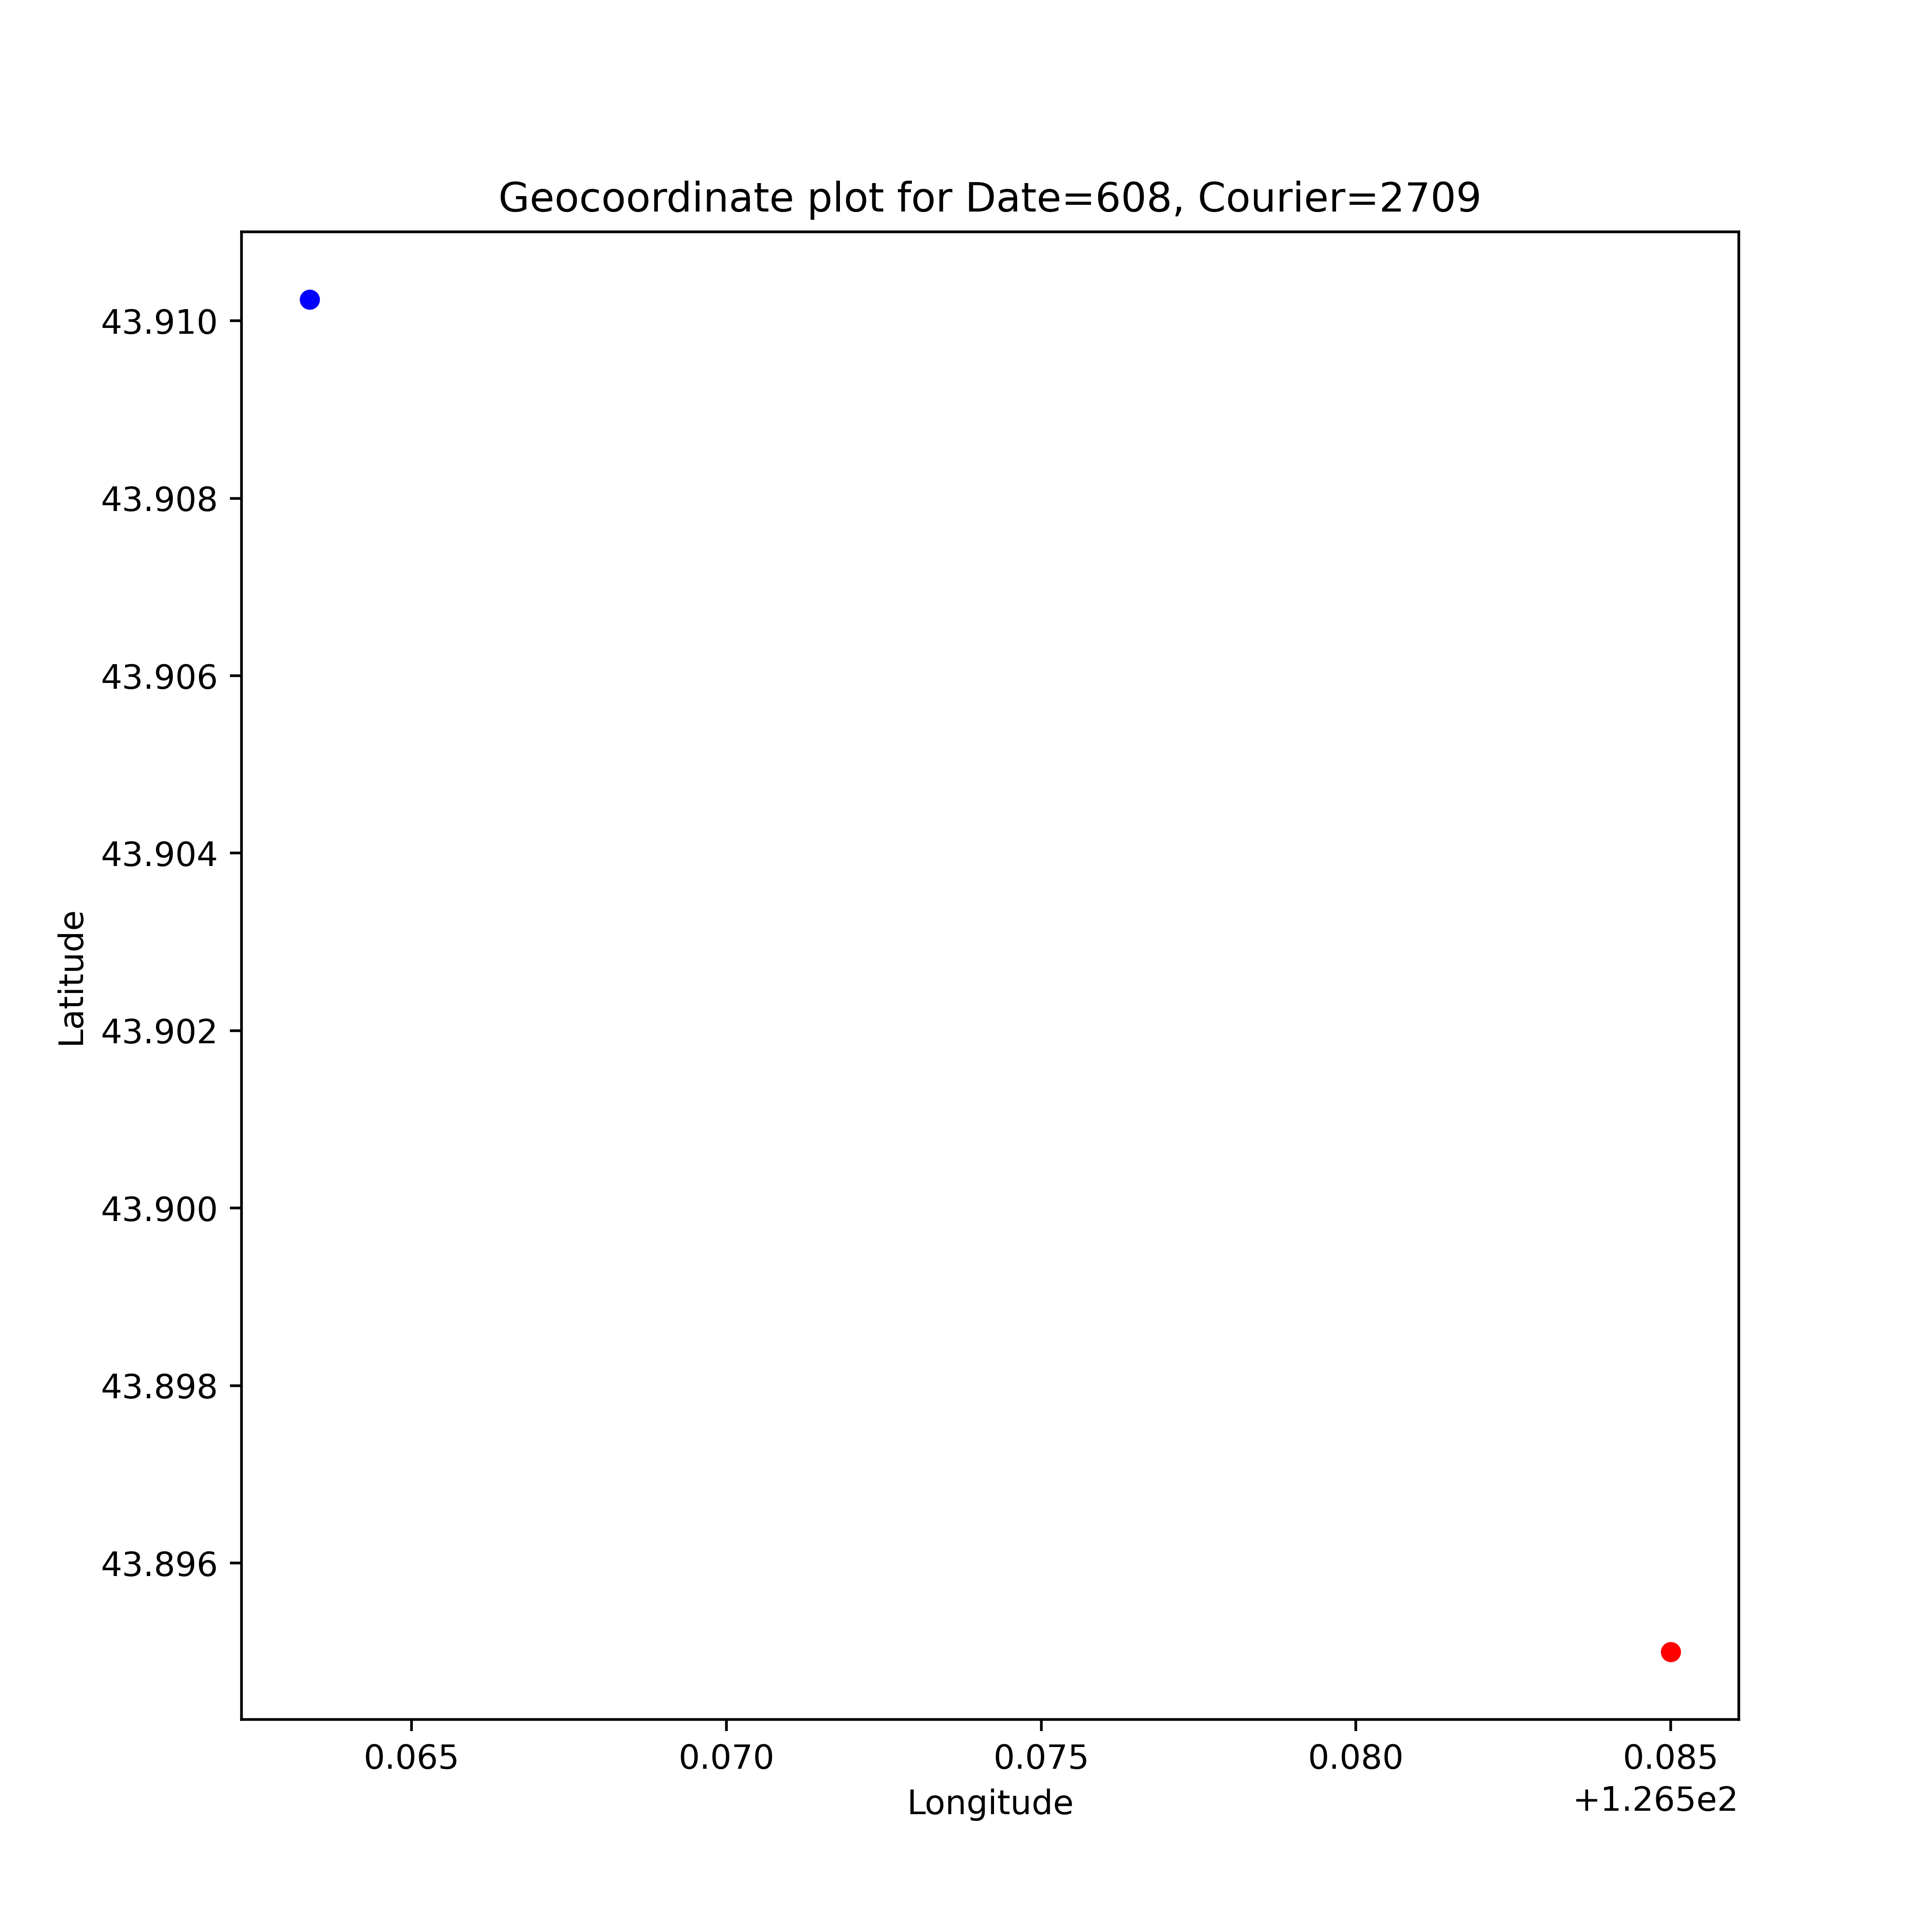 Geocoordinate plot for Date=608, Courier=2709
43.910
43.908
43.906
43.904
43.902
43.900
43.898
43.896
Latitude
0.065 0.070 0.075 0.080 0.085
+1.265e2
Longitude